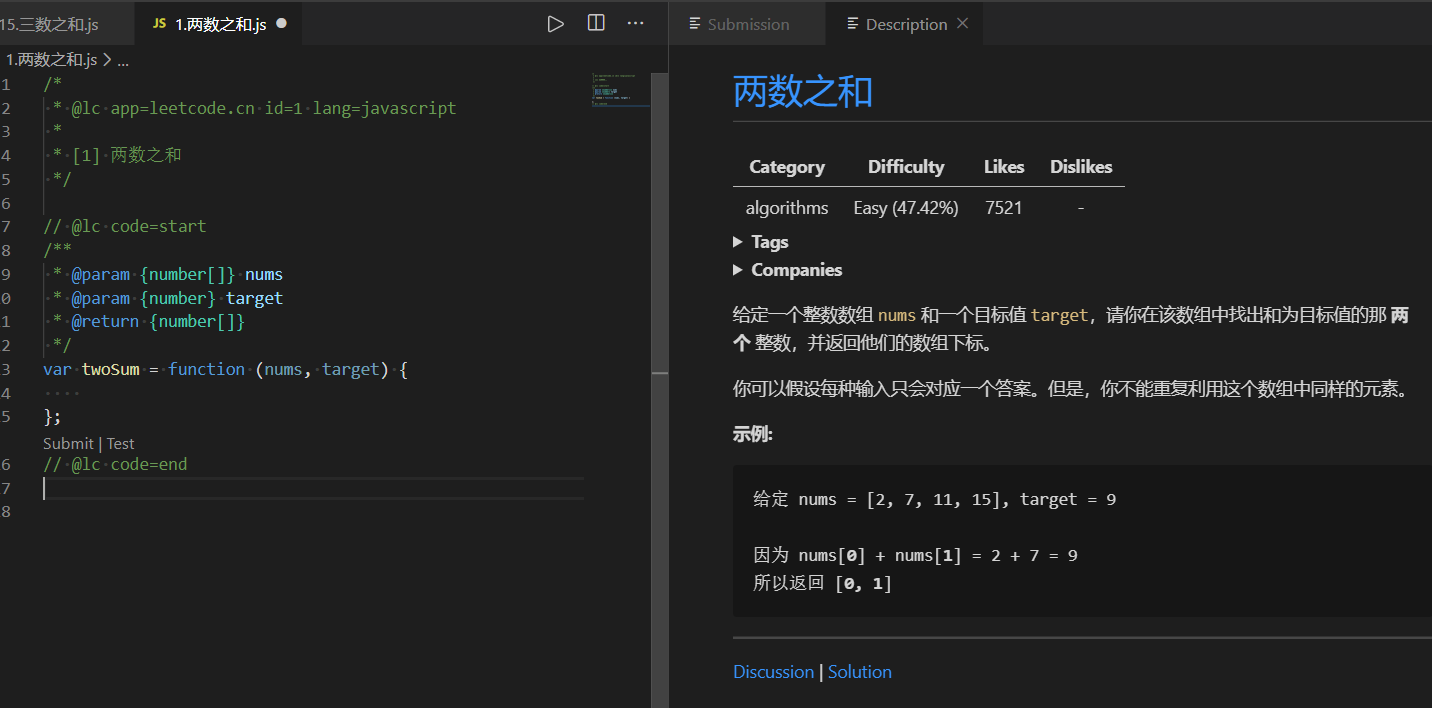 15.三数之和.js
JS 1.两数之和.js
Submission
Description
1.两数之和.js > ...
1 /*
2 * @lc app=leetcode.cn id=1 lang=javascript
3 *
4 * [1] 两数之和
5 */
6
7 // @lc code=start
8 /**
9 * @param {number[]} nums
0 * @param {number} target
1 * @return {number[]}
2 */
3 var twoSum = function (nums, target) {
4 ····
5 };
Submit | Test
6 // @lc code=end
7
8
两数之和
Category Difficulty Likes Dislikes
algorithms Easy (47.42%) 7521 -
Tags
Companies
给定一个整数数组 nums 和一个目标值 target，请你在该数组中找出和为目标值的那 两
个 整数，并返回他们的数组下标。
你可以假设每种输入只会对应一个答案。但是，你不能重复利用这个数组中同样的元素。
示例:
给定 nums = [2, 7, 11, 15], target = 9
因为 nums[0] + nums[1] = 2 + 7 = 9
所以返回 [0, 1]
Discussion | Solution